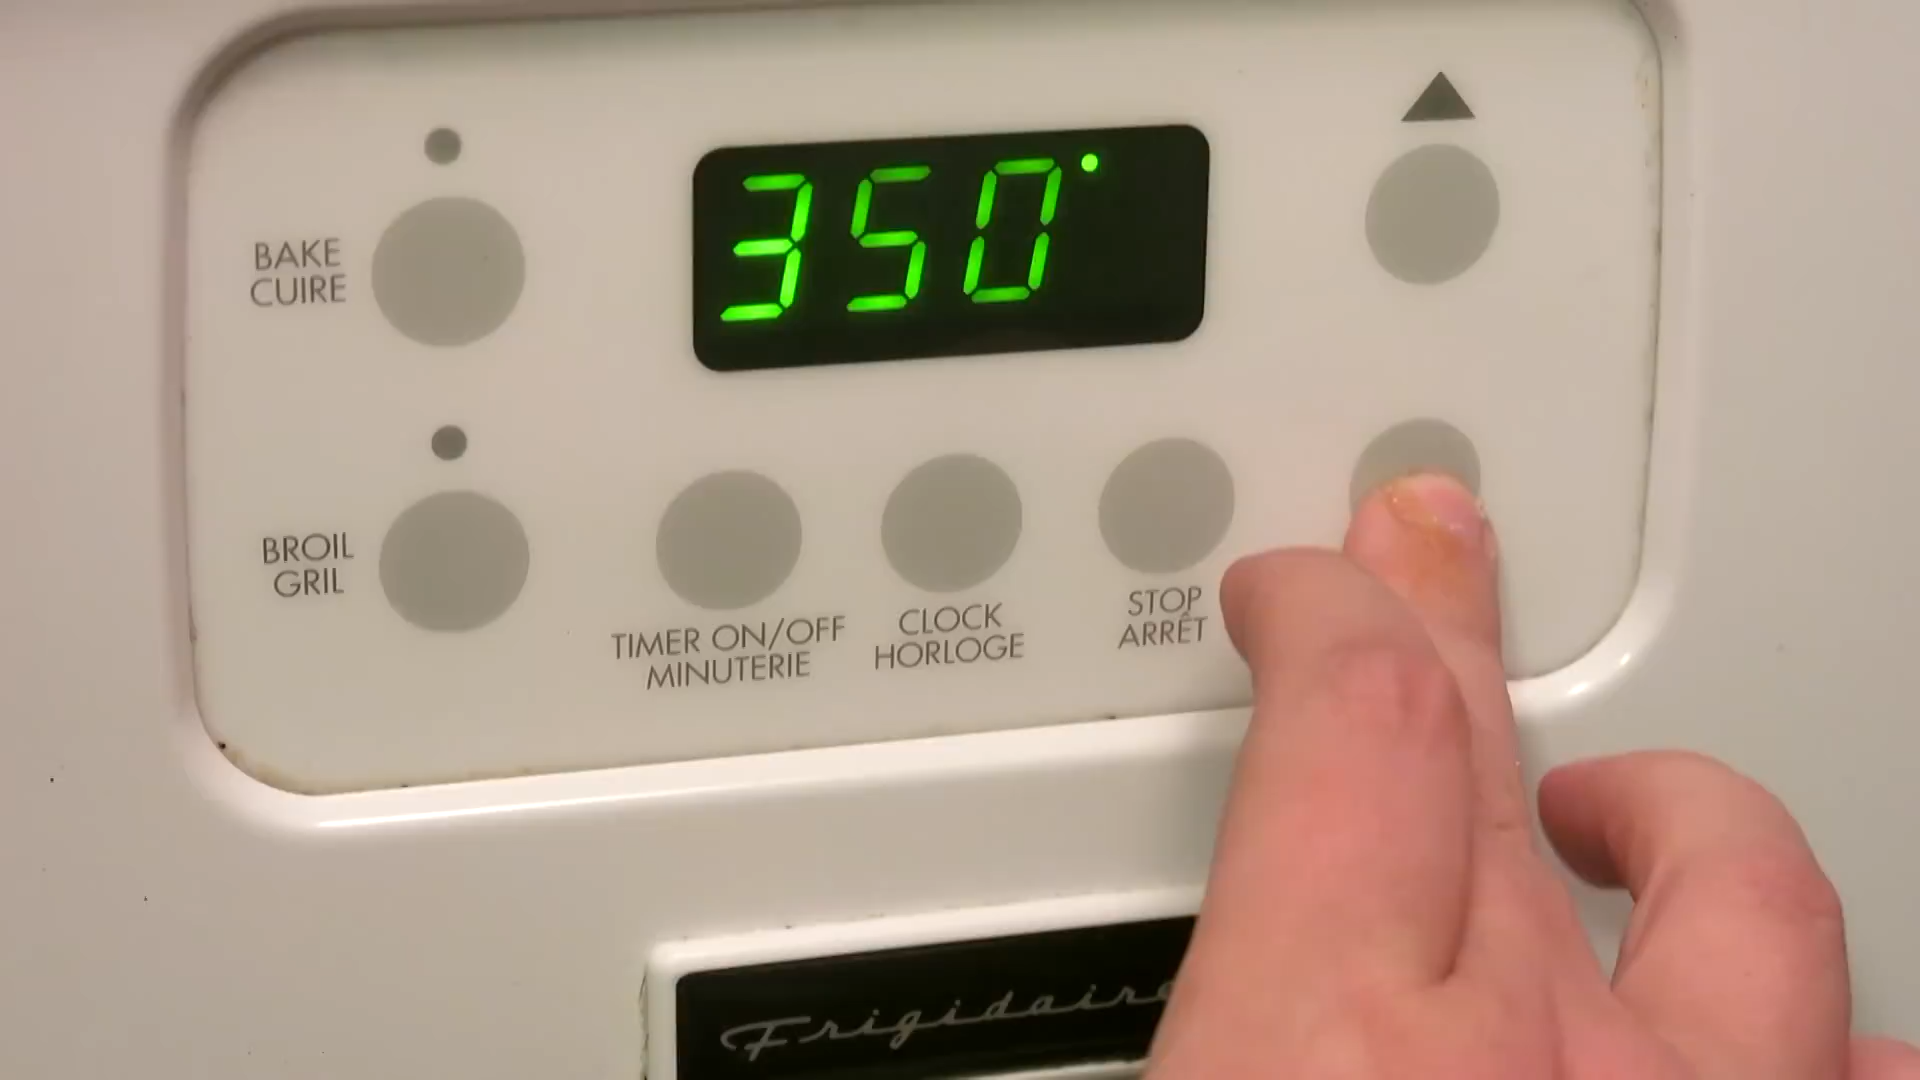 350°
BAKE
CUIRE
BROIL
GRIL
TIMER ON/OFF
MINUTERIE
CLOCK
HORLOGE
STOP
ARRÊT
Frigidaire